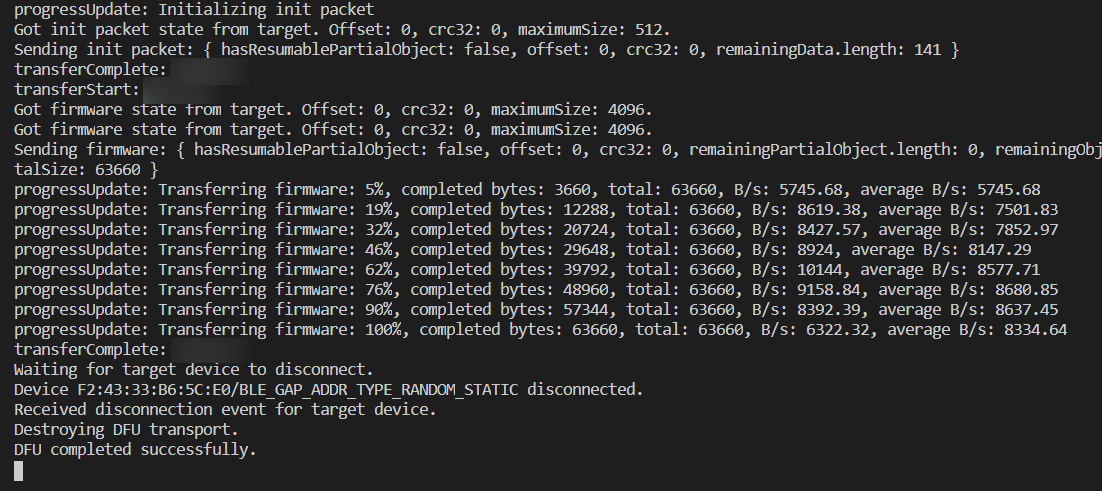 progressUpdate: Initializing init packet
Got init packet state from target. Offset: 0, crc32: 0, maximumSize: 512.
Sending init packet: { hasResumablePartialObject: false, offset: 0, crc32: 0, remainingData.length: 141 }
transferComplete:
transferStart:
Got firmware state from target. Offset: 0, crc32: 0, maximumSize: 4096.
Got firmware state from target. Offset: 0, crc32: 0, maximumSize: 4096.
Sending firmware: { hasResumablePartialObject: false, offset: 0, crc32: 0, remainingPartialObject.length: 0, remainingObj
talSize: 63660 }
progressUpdate: Transferring firmware: 5%, completed bytes: 3660, total: 63660, B/s: 5745.68, average B/s: 5745.68
progressUpdate: Transferring firmware: 19%, completed bytes: 12288, total: 63660, B/s: 8619.38, average B/s: 7501.83
progressUpdate: Transferring firmware: 32%, completed bytes: 20724, total: 63660, B/s: 8427.57, average B/s: 7852.97
progressUpdate: Transferring firmware: 46%, completed bytes: 29648, total: 63660, B/s: 8924, average B/s: 8147.29
progressUpdate: Transferring firmware: 62%, completed bytes: 39792, total: 63660, B/s: 10144, average B/s: 8577.71
progressUpdate: Transferring firmware: 76%, completed bytes: 48960, total: 63660, B/s: 9158.84, average B/s: 8680.85
progressUpdate: Transferring firmware: 90%, completed bytes: 57344, total: 63660, B/s: 8392.39, average B/s: 8637.45
progressUpdate: Transferring firmware: 100%, completed bytes: 63660, total: 63660, B/s: 6322.32, average B/s: 8334.64
transferComplete:
Waiting for target device to disconnect.
Device F2:43:33:B6:5C:E0/BLE_GAP_ADDR_TYPE_RANDOM_STATIC disconnected.
Received disconnection event for target device.
Destroying DFU transport.
DFU completed successfully.